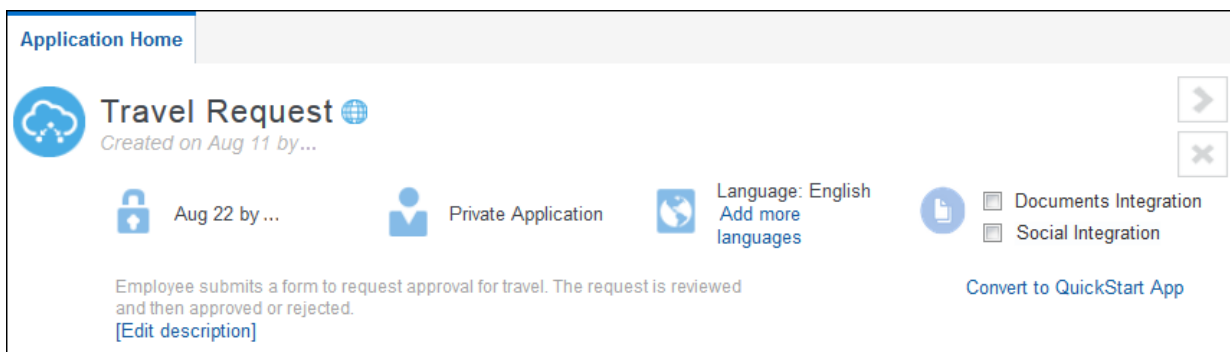 Application Home
Travel Request
Created on Aug 11 by...
Aug 22 by ...
Private Application
Language: English
Add more
languages
Documents Integration
Social Integration
Employee submits a form to request approval for travel. The request is reviewed
and then approved or rejected.
[Edit description]
Convert to QuickStart App